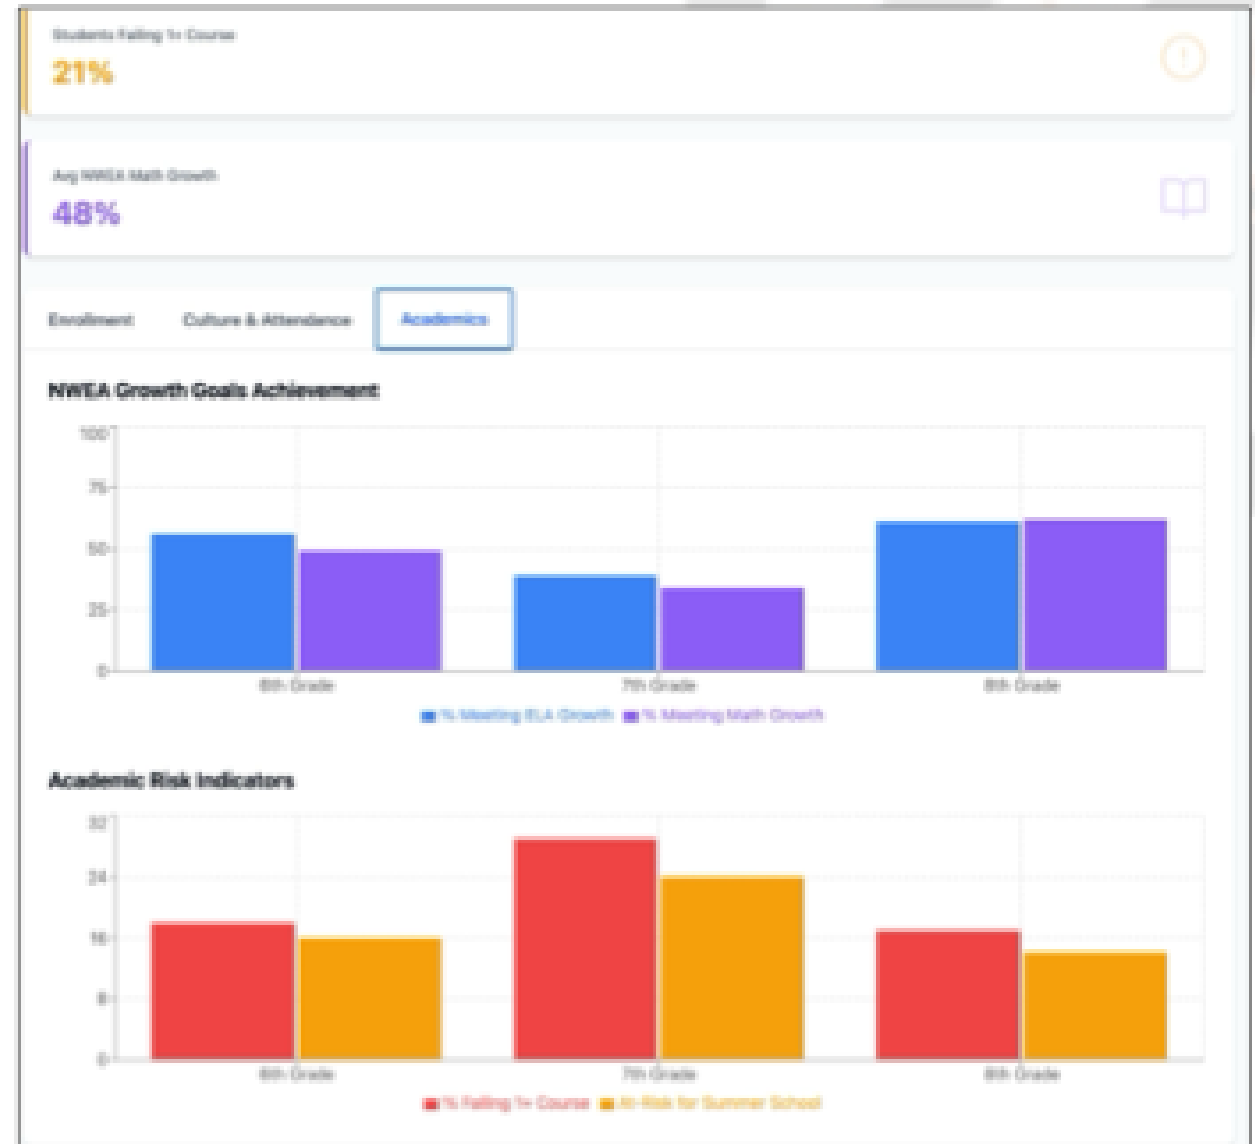 Students Failing 1+ Course
21%
Avg NWEA Math Growth
48%
Enrollment Culture & Attendance Academics
NWEA Growth Goals Achievement
100
75
50
25
0
6th Grade 7th Grade 8th Grade
% Meeting ELA Growth % Meeting Math Growth
Academic Risk Indicators
32
24
16
8
0
6th Grade 7th Grade 8th Grade
% Failing 1+ Course At-Risk for Summer School